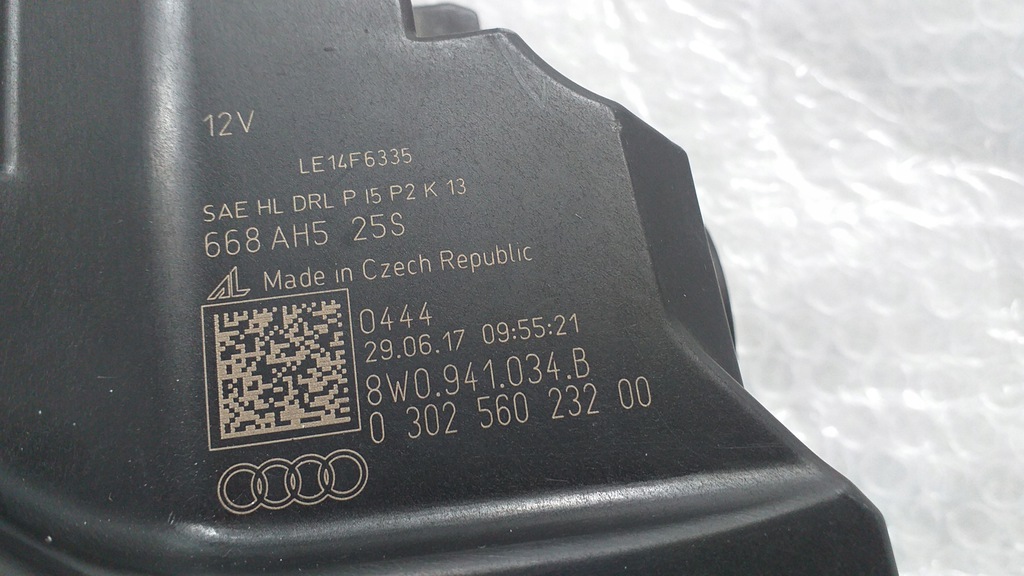 12V
LE14F6335
SAE HL DRL P I5 P2 K 13
668 AH5 25S
AL Made in Czech Republic
0444
29.06.17 09:55:21
8W0.941.034.B
0 302 560 232 00